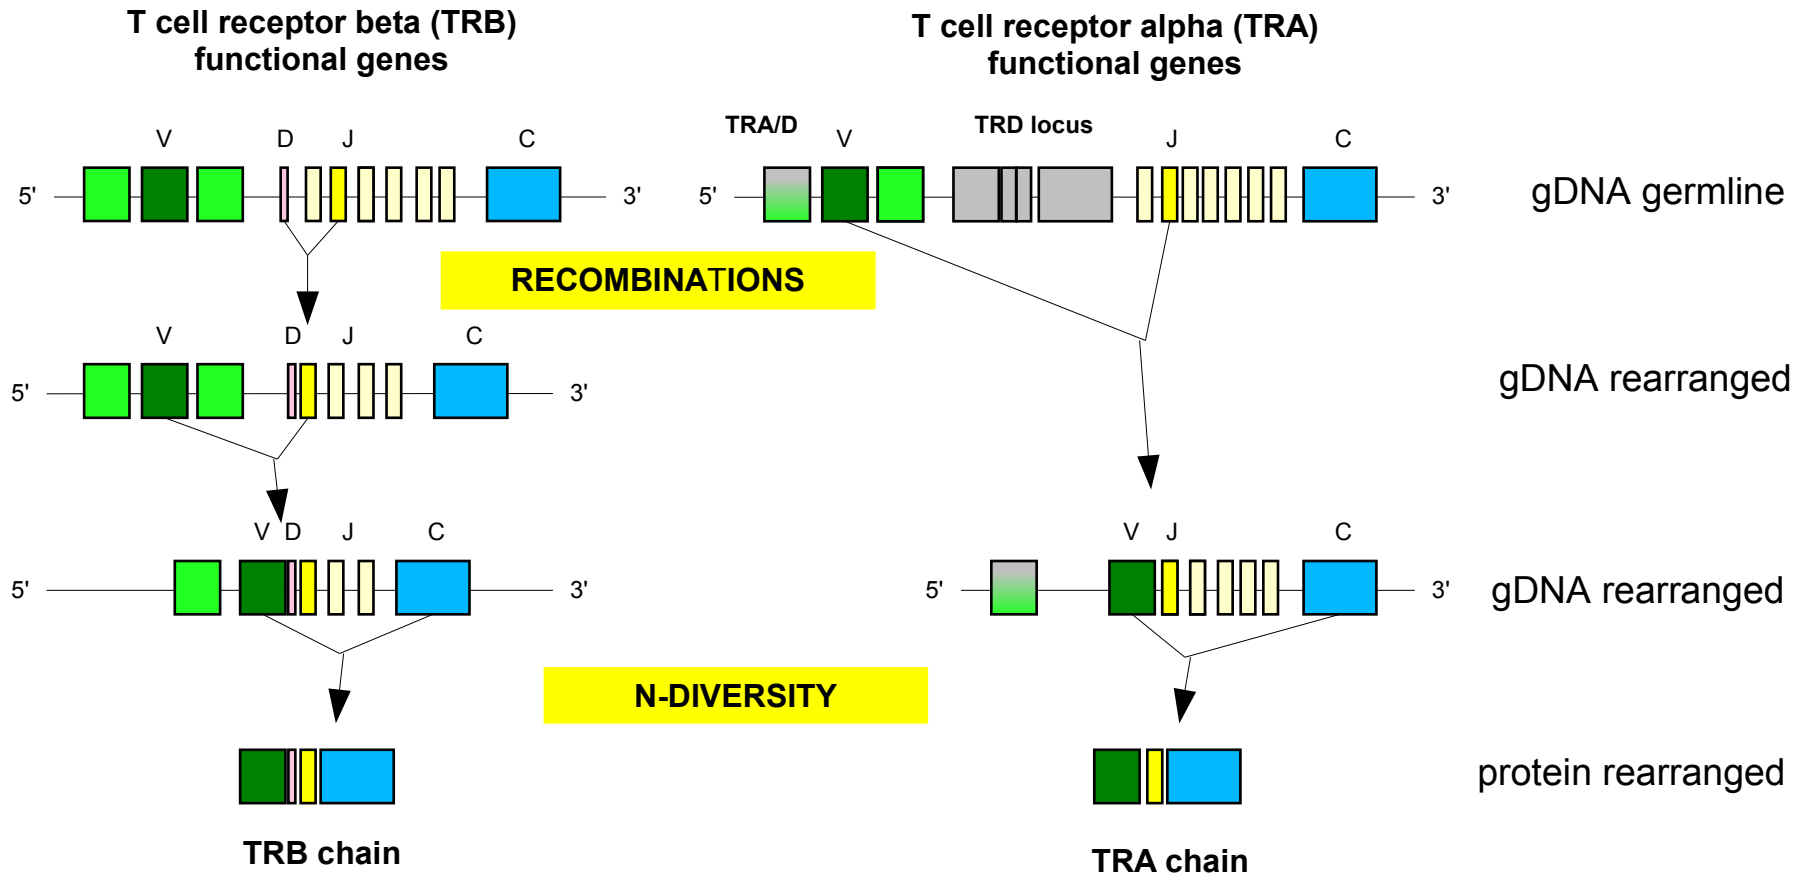 T cell receptor beta (TRB)
functional genes
T cell receptor alpha (TRA)
functional genes
V D J C
TRA/D V TRD locus J C
5' 3'
5' 3'
gDNA germline
RECOMBINATIONS
V D J C
5' 3'
gDNA rearranged
V D J C
5' 3'
V J C
5' 3'
gDNA rearranged
N-DIVERSITY
protein rearranged
TRB chain
TRA chain